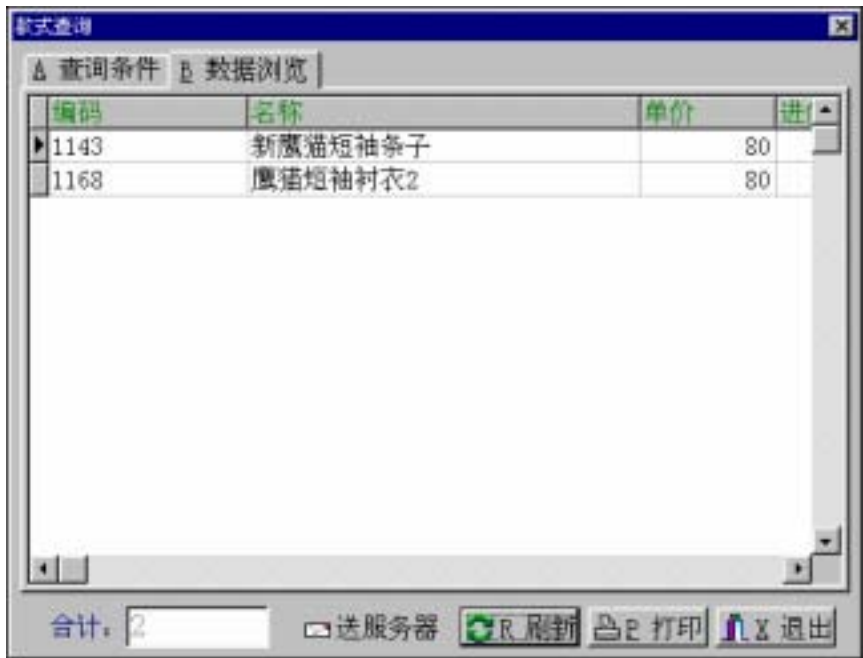 款式查询
A 查询条件 B 数据浏览
编码 名称 单价
1143 新鹰猫短袖条子 80
1168 鹰猫短袖衬衣2 80
合计: 2 送服务器 R 刷新 P 打印 X 退出